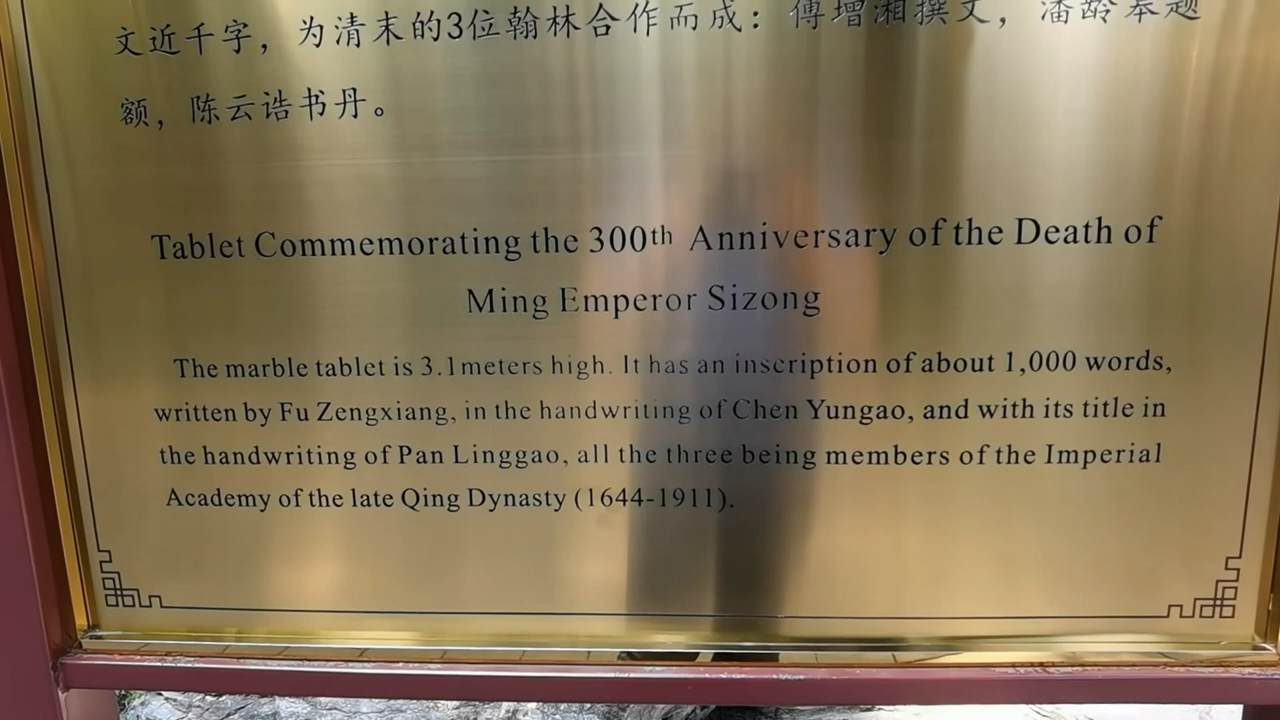 文近千字，为清末的3位翰林合作而成：傅增湘撰文，潘龄皋题
额，陈云诰书丹。
Tablet Commemorating the 300th Anniversary of the Death of
Ming Emperor Sizong
The marble tablet is 3.1meters high. It has an inscription of about 1,000 words,
written by Fu Zengxiang, in the handwriting of Chen Yungao, and with its title in
the handwriting of Pan Linggao, all the three being members of the Imperial
Academy of the late Qing Dynasty (1644-1911).